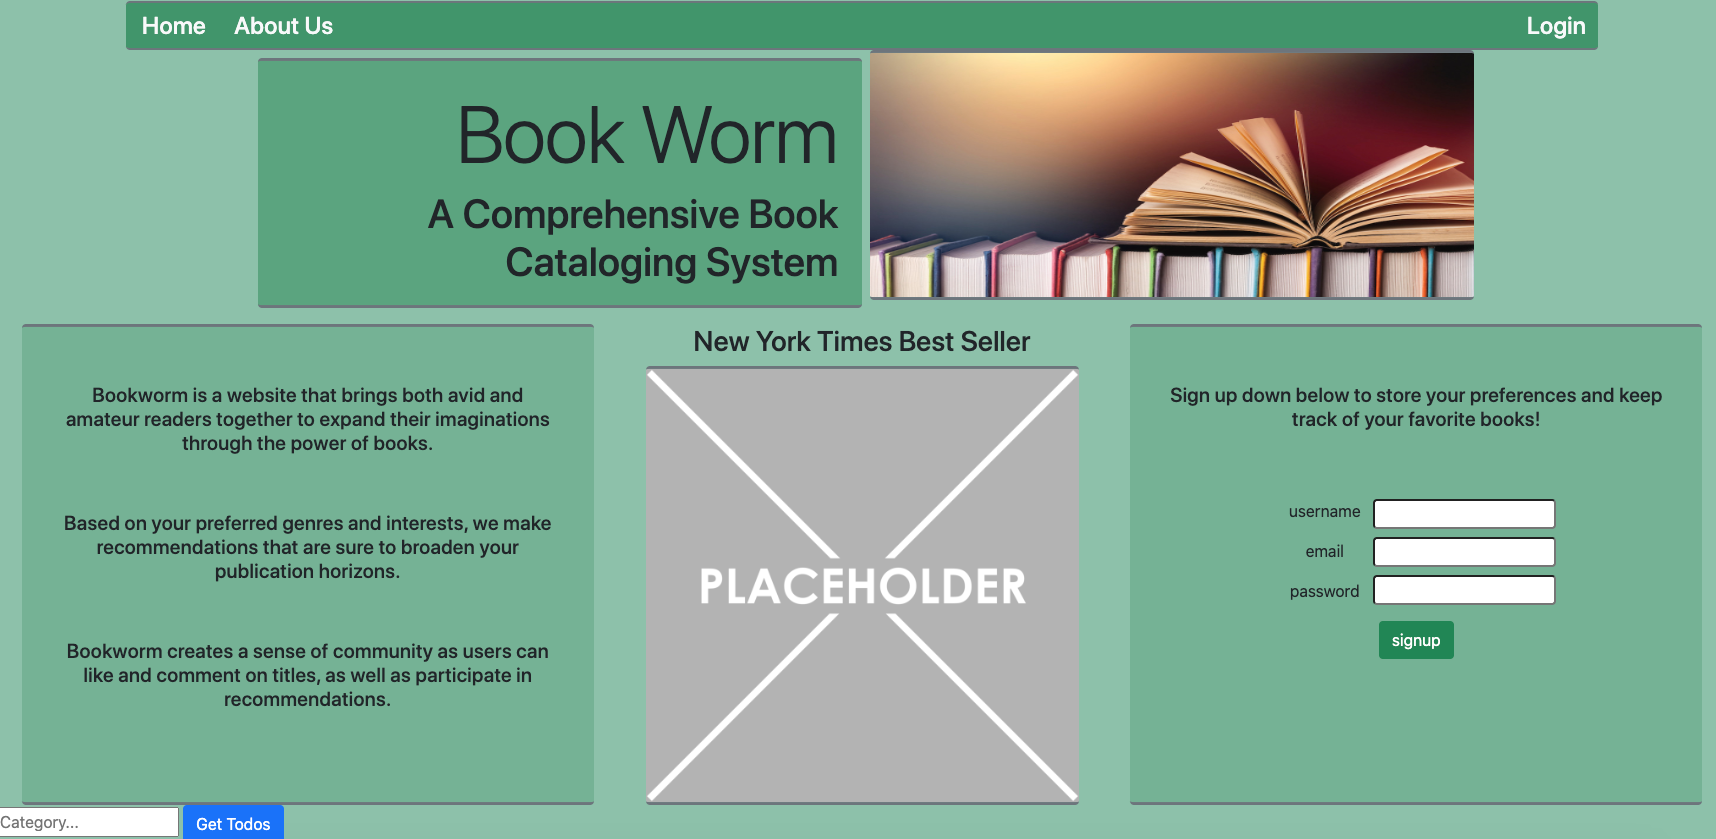 Home About Us Login
Book Worm
A Comprehensive Book
Cataloging System
Bookworm is a website that brings both avid and
amateur readers together to expand their imaginations
through the power of books.
Based on your preferred genres and interests, we make
recommendations that are sure to broaden your
publication horizons.
Bookworm creates a sense of community as users can
like and comment on titles, as well as participate in
recommendations.
New York Times Best Seller
PLACEHOLDER
Sign up down below to store your preferences and keep
track of your favorite books!
username
email
password
signup
Category... Get Todos